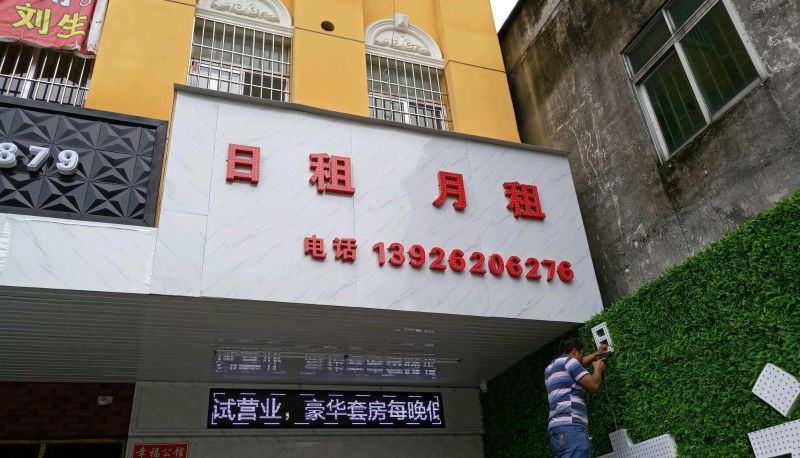 刘生
879
日租 月租
电话 13926206276
试营业，豪华套房每晚低
幸福公馆